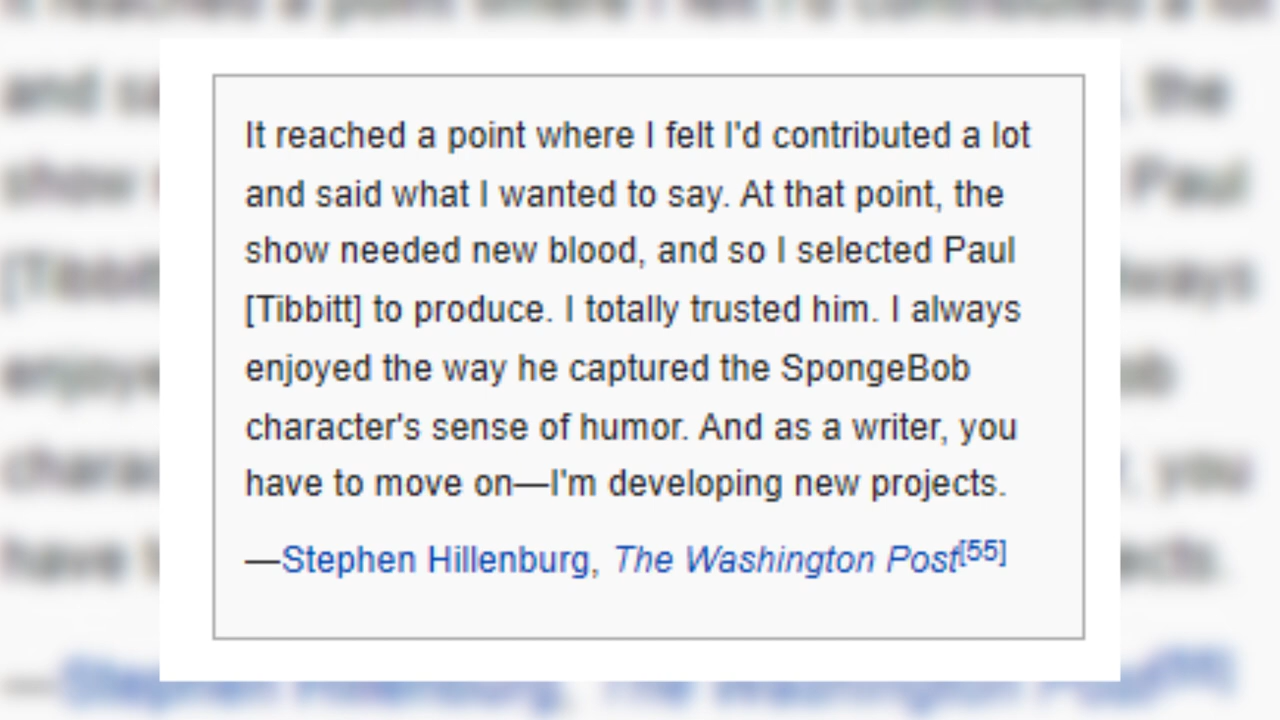 It reached a point where I felt I'd contributed a lot
and said what I wanted to say. At that point, the
show needed new blood, and so I selected Paul
[Tibbitt] to produce. I totally trusted him. I always
enjoyed the way he captured the SpongeBob
character's sense of humor. And as a writer, you
have to move on—I'm developing new projects.
—Stephen Hillenburg, The Washington Post[55]